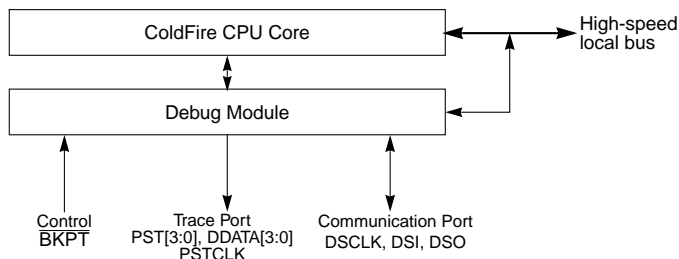 ColdFire CPU Core
High-speed
local bus
Debug Module
Control
BKPT
Trace Port
PST[3:0], DDATA[3:0]
PSTCLK
Communication Port
DSCLK, DSI, DSO